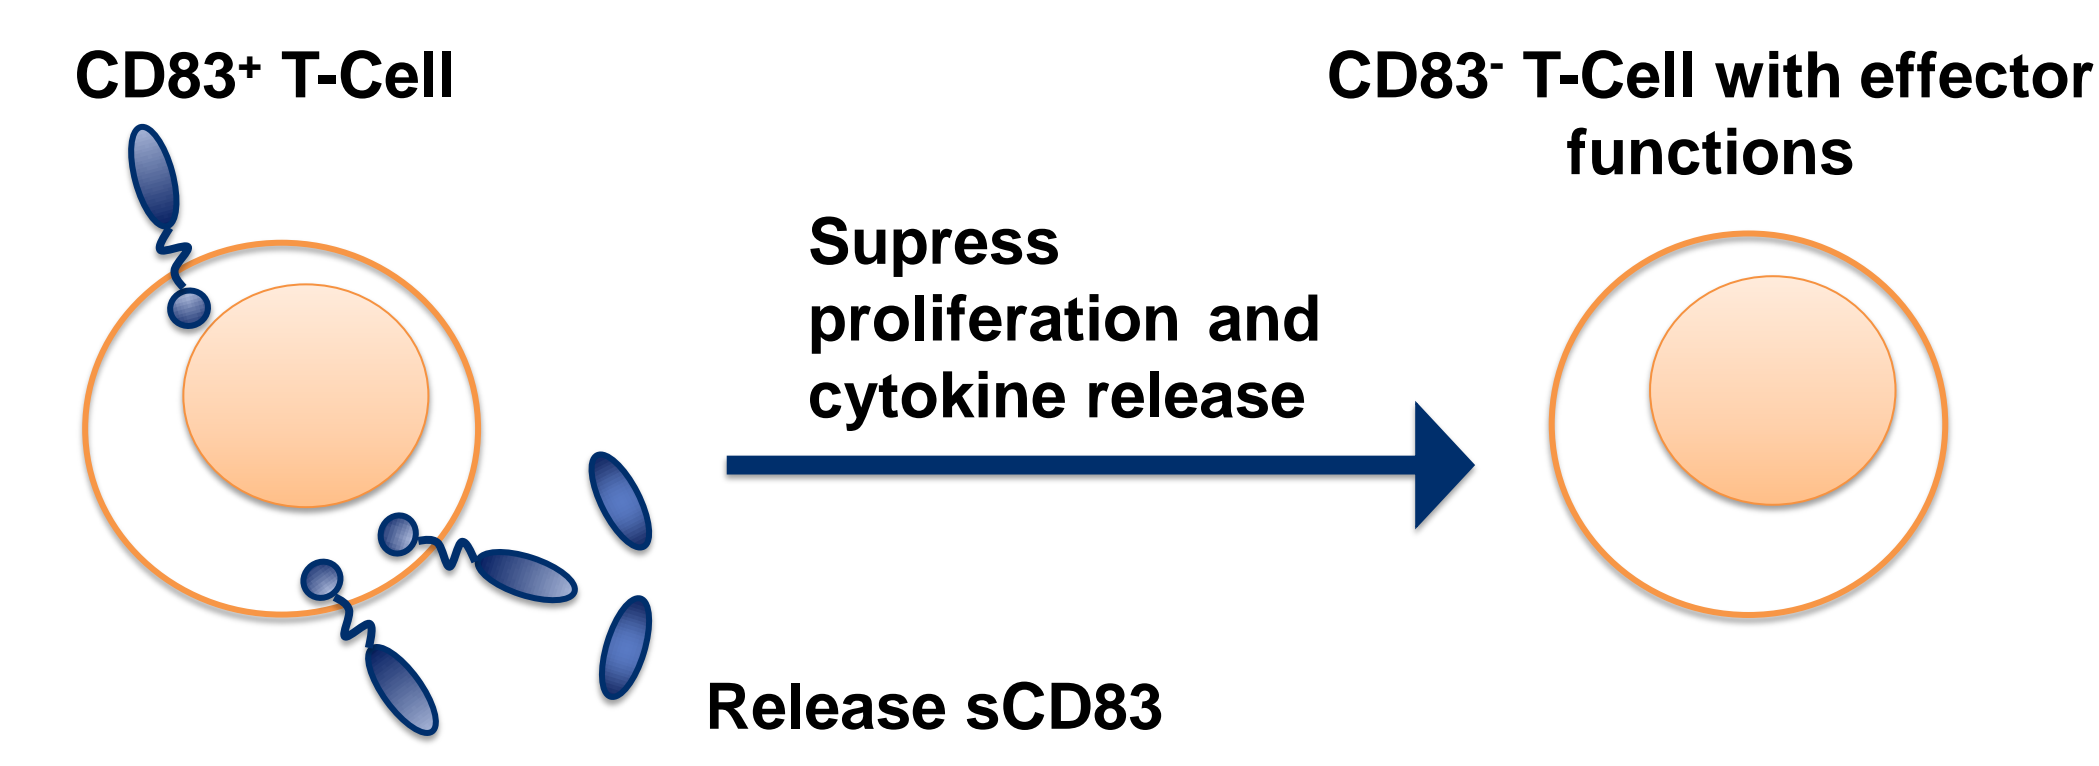 CD83⁺ T-Cell
CD83⁻ T-Cell with effector
functions
Supress
proliferation and
cytokine release
Release sCD83